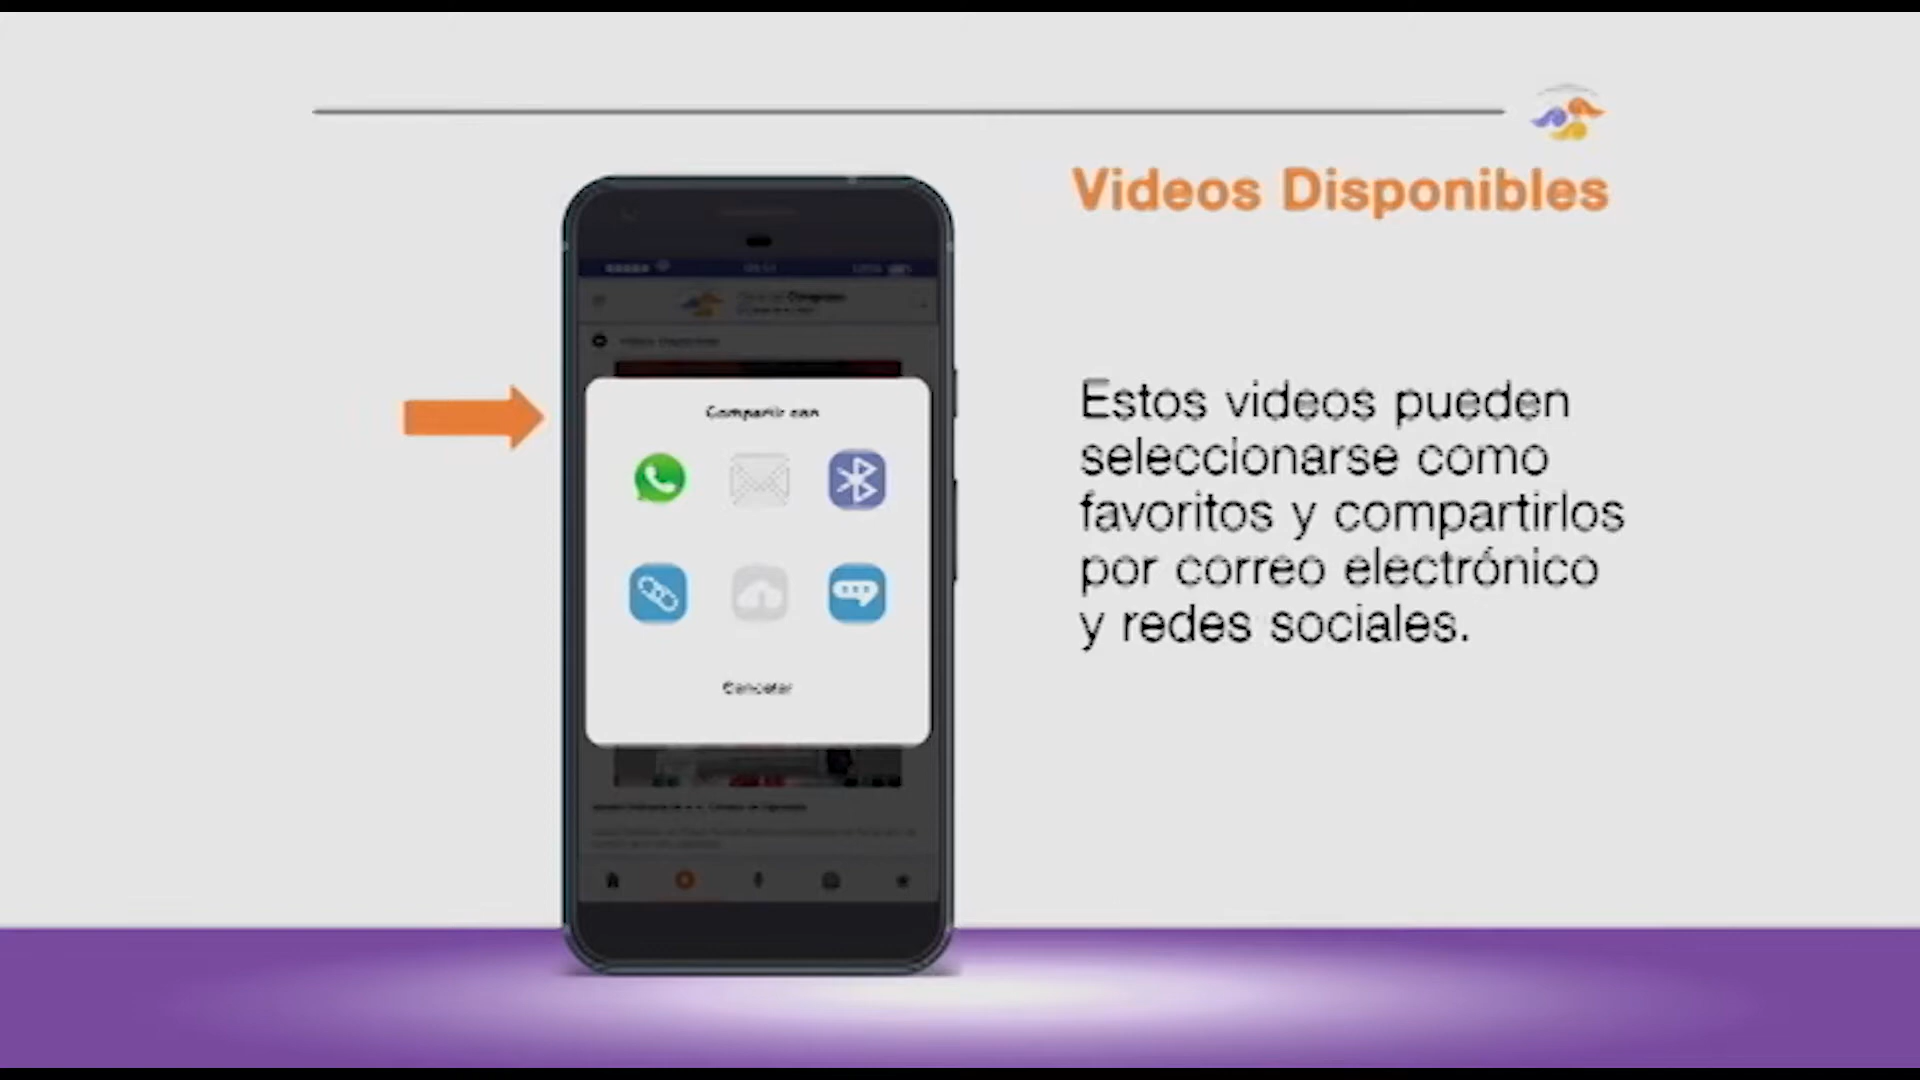 Videos Disponibles
Compartir con
Cancelar
Estos videos pueden
seleccionarse como
favoritos y compartirlos
por correo electrónico
y redes sociales.